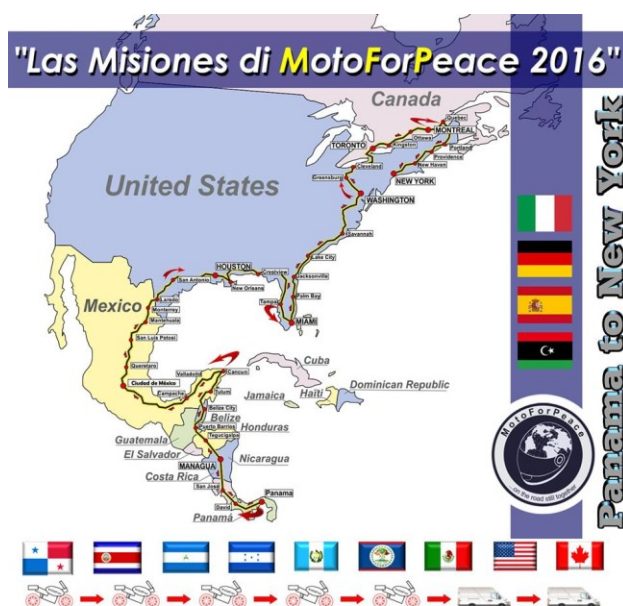 "Las Misiones di MotoForPeace 2016"
Canada
Quebec
Ottawa
MONTREAL
TORONTO
Kingston
Portland
Cleveland
Providence
New Haven
Greensburg
NEW YORK
WASHINGTON
United States
Savannah
Lake City
HOUSTON
Crestview
Jacksonville
San Antonio
New Orleans
Tampa
Palm Bay
Laredo
Monterrey
MIAMI
Mexico
Matehuala
San Luis Potosi
Queretaro
Valladolid
Cancun
Cuba
Ciudad de México
Dominican Republic
Campeche
Tulum
Jamaica
Haïti
Belize City
Belize
Puerto Barrios
Honduras
Guatemala
Tegucigalpa
El Salvador
MANAGUA
Nicaragua
Costa Rica
San José
Panama
David
Panamá
MotoForPeace
...on the road still together
Panama to New York